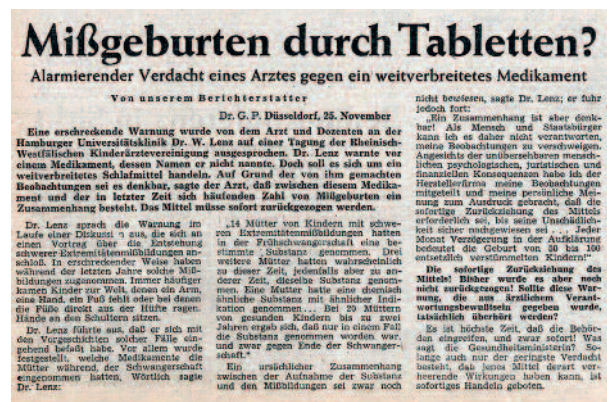 Mißgeburten durch Tabletten?
Alarmierender Verdacht eines Arztes gegen ein weitverbreitetes Medikament
Von unserem Berichterstatter
Dr. G. P. Düsseldorf, 25. November
Eine erschreckende Warnung wurde von dem Arzt und Dozenten an der
Hamburger Universitätsklinik Dr. W. Lenz auf einer Tagung der Rheinisch-
Westfälischen Kinderärztevereinigung ausgesprochen. Dr. Lenz warnte vor
einem Medikament, dessen Namen er nicht nannte. Doch soll es sich um ein
weitverbreitetes Schlafmittel handeln. Auf Grund der von ihm gemachten
Beobachtungen sei es denkbar, sagte der Arzt, daß zwischen diesem Medika-
ment und der in letzter Zeit sich häufenden Zahl von Mißgeburten ein
Zusammenhang besteht. Das Mittel müsse sofort zurückgezogen werden.
Dr. Lenz sprach die Warnung im
Laufe einer Diskussi n aus, die sich an
einen Vortrag über die Entstehung
schwerer Extremitätenmißbildungen an-
schloß. In erschreckender Weise haben
während der letzten Jahre solche Miß-
bildungen zugenommen. Immer häufiger
kamen Kinder zur Welt, denen ein Arm,
eine Hand, ein Fuß fehlt oder bei denen
die Füße direkt aus der Hüfte ragen.
Hände an den Schultern sitzen.
Dr. Lenz führte aus, daß er sich mit
den Vorgeschichten solcher Fälle ein-
gehend befaßt habe. Vor allem wurde
festgestellt, welche Medikamente die
Mütter während, der Schwangerschaft
eingenommen hatten, Wörtlich sagte
Dr. Lenz:
„14 Mütter von Kindern mit schwe-
ren Extremitätenmißbildungen hatten
in der Frühschwangerschaft eine be-
stimmte Substanz genommen. Drei
weitere Mütter hatten wahrscheinlich
zu dieser Zeit, jedenfalls aber zu an-
derer Zeit, dieselbe Substanz genom-
men. Eine Mutter hatte eine chemisch
ähnliche Substanz mit ähnlicher Indi-
kation genommen... Bei 20 Müttern
von gesunden Kindern bis zu zwei
Jahren ergab sich, daß nur in einem Fall
die Substanz genommen worden war,
und zwar gegen Ende der Schwanger-
schaft."
Ein ursächlicher Zusammenhang
zwischen der Aufnahme der Substanz
und den Mißbildungen sei zwar noch
nicht bewiesen, sagte Dr. Lenz; er fuhr
jedoch fort:
„Ein Zusammenhang ist aber denk-
bar! Als Mensch und Staatsbürger
kann ich es daher nicht verantworten,
meine Beobachtungen zu verschweigen.
Angesichts der unübersehbaren mensch-
lichen psychologischen, juristischen und
finanziellen Konsequenzen habe ich der
Herstellerfirma meine Beobachtungen
mitgeteilt und meine persönliche Mei-
nung zum Ausdruck gebracht, daß die
sofortige Zurückziehung des Mittels
erforderlich sei, bis seine Unschädlich-
keit sicher nachgewiesen sei . . . Jeder
Monat Verzögerung in der Aufklärung
bedeutet die Geburt von 50 bis 100
entsetzlich verstümmelten Kindern!"
Die sofortige Zurückziehung des
Mittels! Bisher wurde es aber noch
nicht zurückgezogen! Sollte diese War-
nung, die aus ärztlichem Verant-
wortungsbewußtsein gegeben wurde,
tatsächlich überhört werden?
Es ist höchste Zeit, daß die Behör-
den eingreifen, und zwar sofort! Was
sagt die Gesundheitsministerin? So-
lange auch nur der geringste Verdacht
besteht, daß jenes Mittel derart ver-
heerende Wirkungen haben kann, ist
sofortiges Handeln geboten.